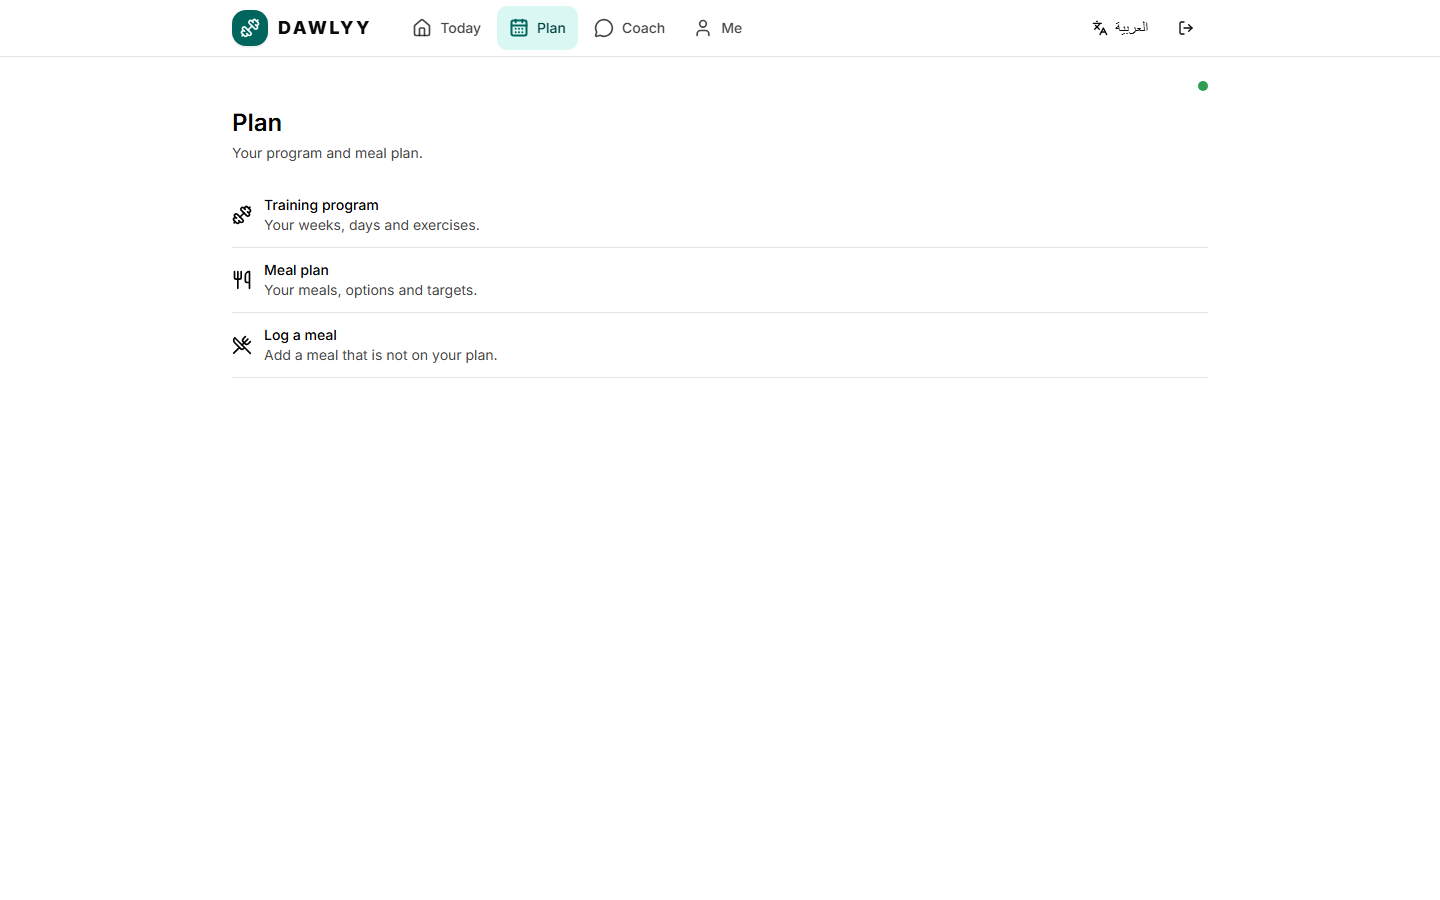 DAWLYY
Today
Plan
Coach
Me
العربية
Plan
Your program and meal plan.
Training program
Your weeks, days and exercises.
Meal plan
Your meals, options and targets.
Log a meal
Add a meal that is not on your plan.